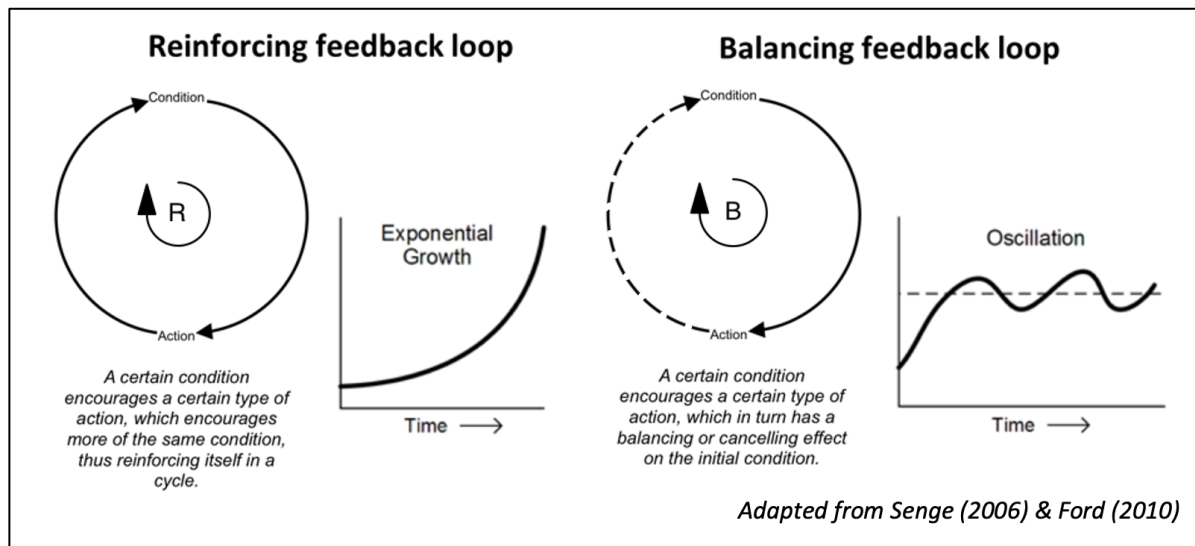 Reinforcing feedback loop
Condition
R
Action
A certain condition
encourages a certain type of
action, which encourages
more of the same condition,
thus reinforcing itself in a
cycle.
Exponential
Growth
Time
Balancing feedback loop
Condition
B
Action
A certain condition
encourages a certain type of
action, which in turn has a
balancing or cancelling effect
on the initial condition.
Oscillation
Time
Adapted from Senge (2006) & Ford (2010)